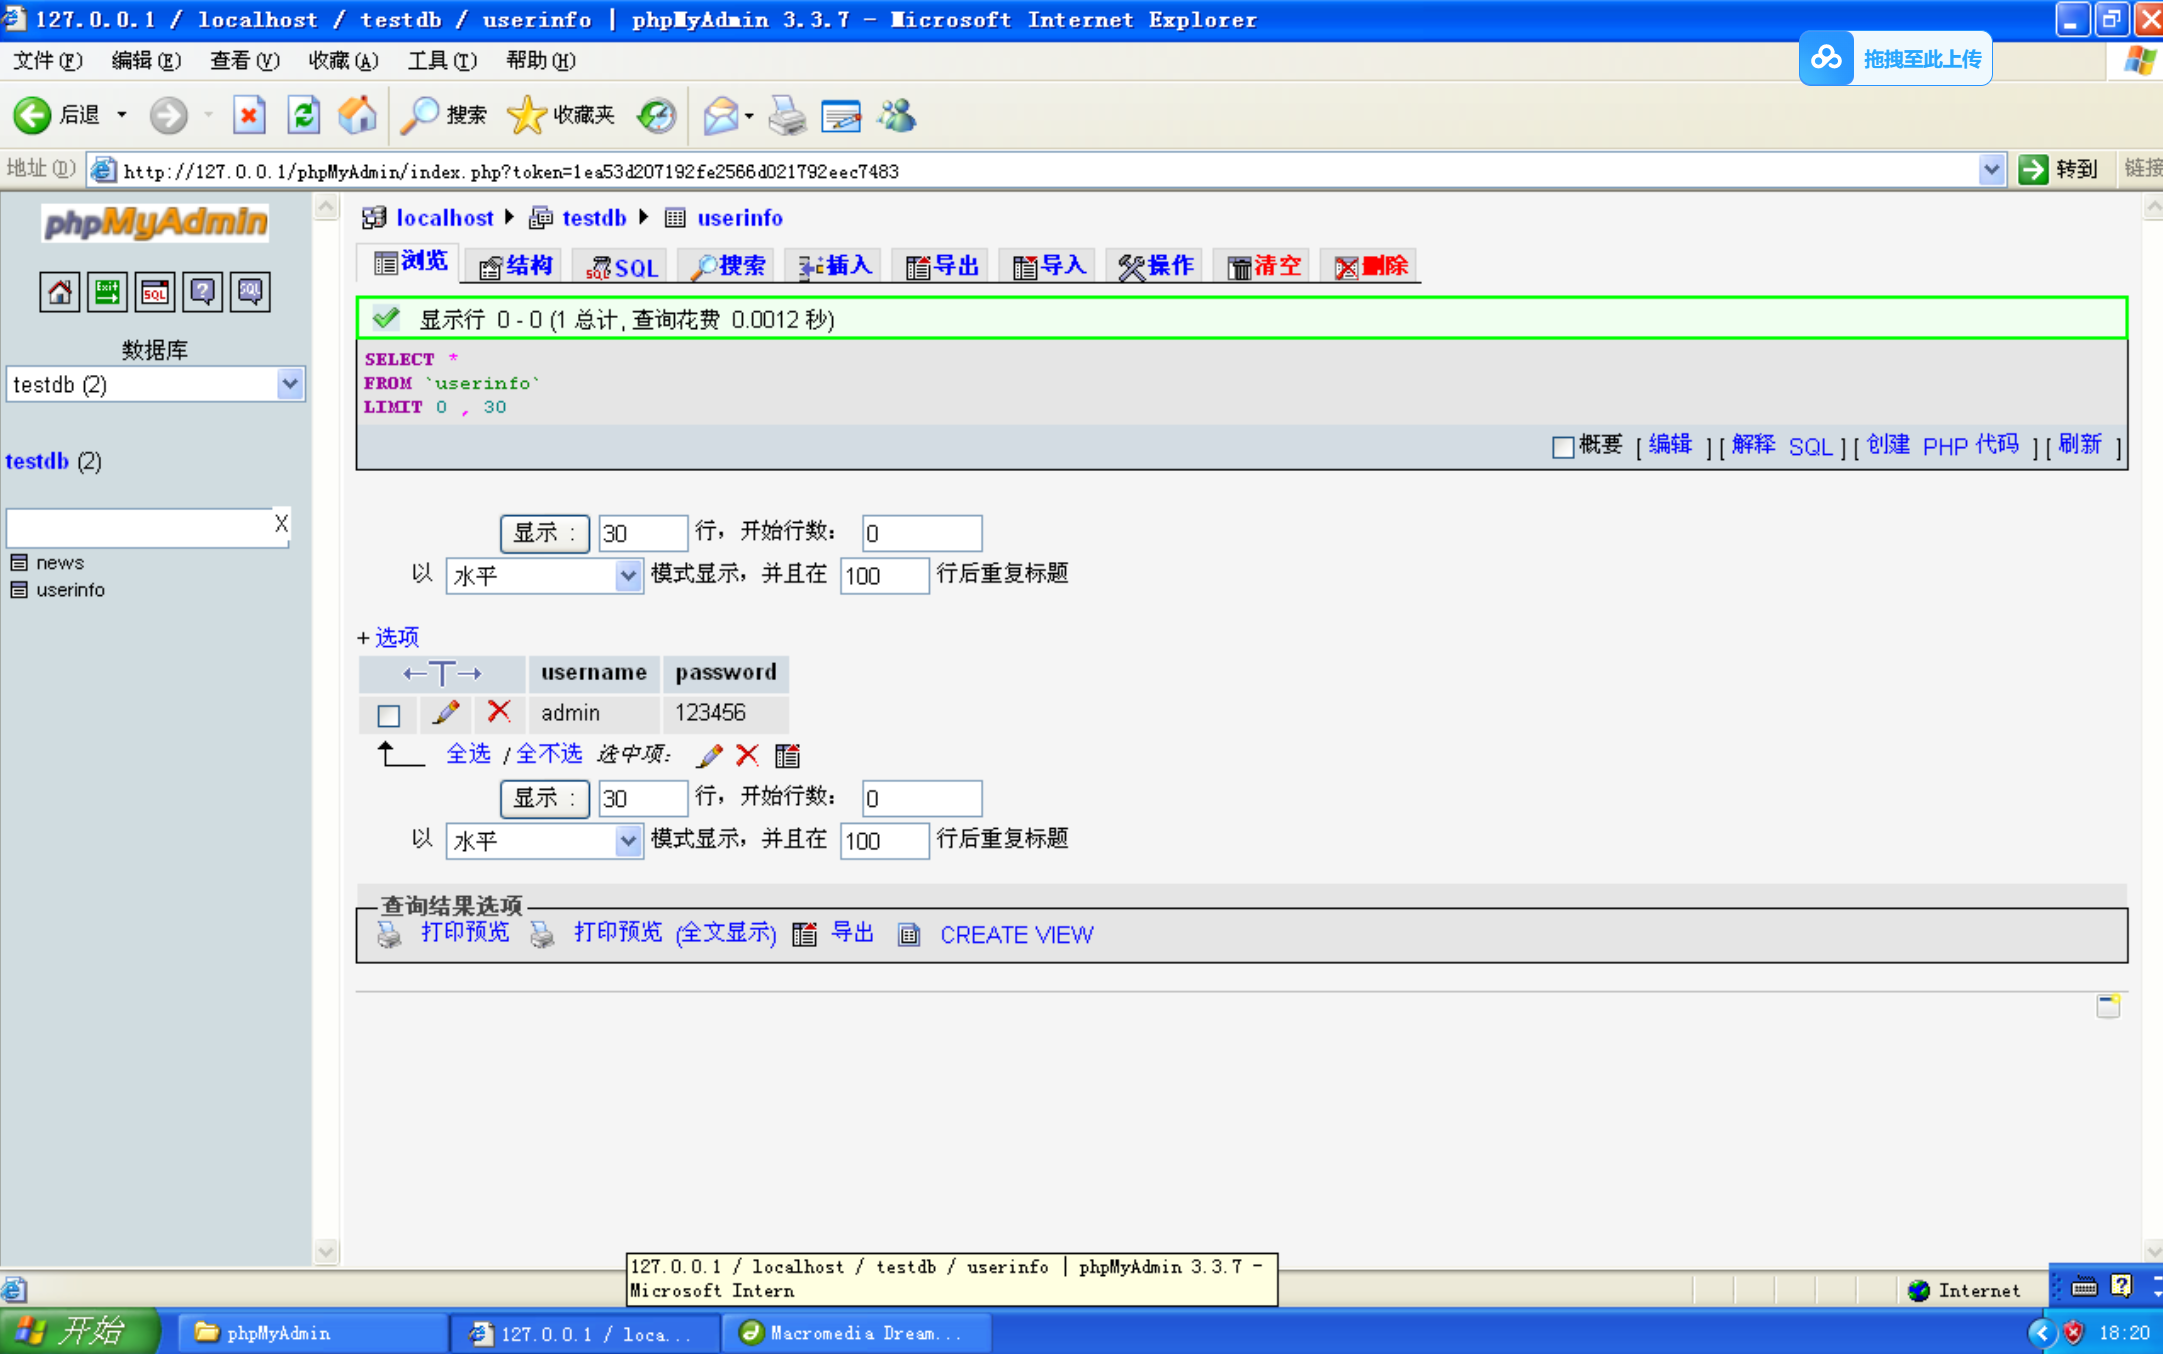 127.0.0.1 / localhost / testdb / userinfo | phpMyAdmin 3.3.7 - Microsoft Internet Explorer
文件(F) 编辑(E) 查看(V) 收藏(A) 工具(T) 帮助(H)
拖拽至此上传
后退 搜索 收藏夹
地址(D) http://127.0.0.1/phpMyAdmin/index.php?token=1ea53d207192fe2566d021792eec7483 转到 链接
phpMyAdmin
Exit SQL ? SQL
数据库
testdb (2)
testdb (2)
X
news
userinfo
localhost testdb userinfo
浏览 结构 SQL 搜索 插入 导出 导入 操作 清空 删除
显示行 0 - 0 (1 总计, 查询花费 0.0012 秒)
SELECT *
FROM `userinfo`
LIMIT 0 , 30
概要 [ 编辑 ] [ 解释 SQL ] [ 创建 PHP 代码 ] [ 刷新 ]
显示 : 30 行，开始行数： 0
以 水平 模式显示，并且在 100 行后重复标题
+ 选项
←T→ username password
admin 123456
全选 / 全不选 选中项：
显示 : 30 行，开始行数： 0
以 水平 模式显示，并且在 100 行后重复标题
查询结果选项
打印预览 打印预览 (全文显示) 导出 CREATE VIEW
127.0.0.1 / localhost / testdb / userinfo | phpMyAdmin 3.3.7 -
Microsoft Intern
Internet
开始 phpMyAdmin 127.0.0.1 / loca... Macromedia Dream... 18:20